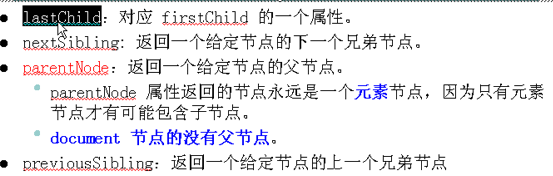 lastChild: 对应 firstChild 的一个属性。
nextSibling: 返回一个给定节点的下一个兄弟节点。
parentNode: 返回一个给定节点的父节点。
parentNode 属性返回的节点永远是一个元素节点，因为只有元素
节点才有可能包含子节点。
document 节点的没有父节点。
previousSibling: 返回一个给定节点的上一个兄弟节点